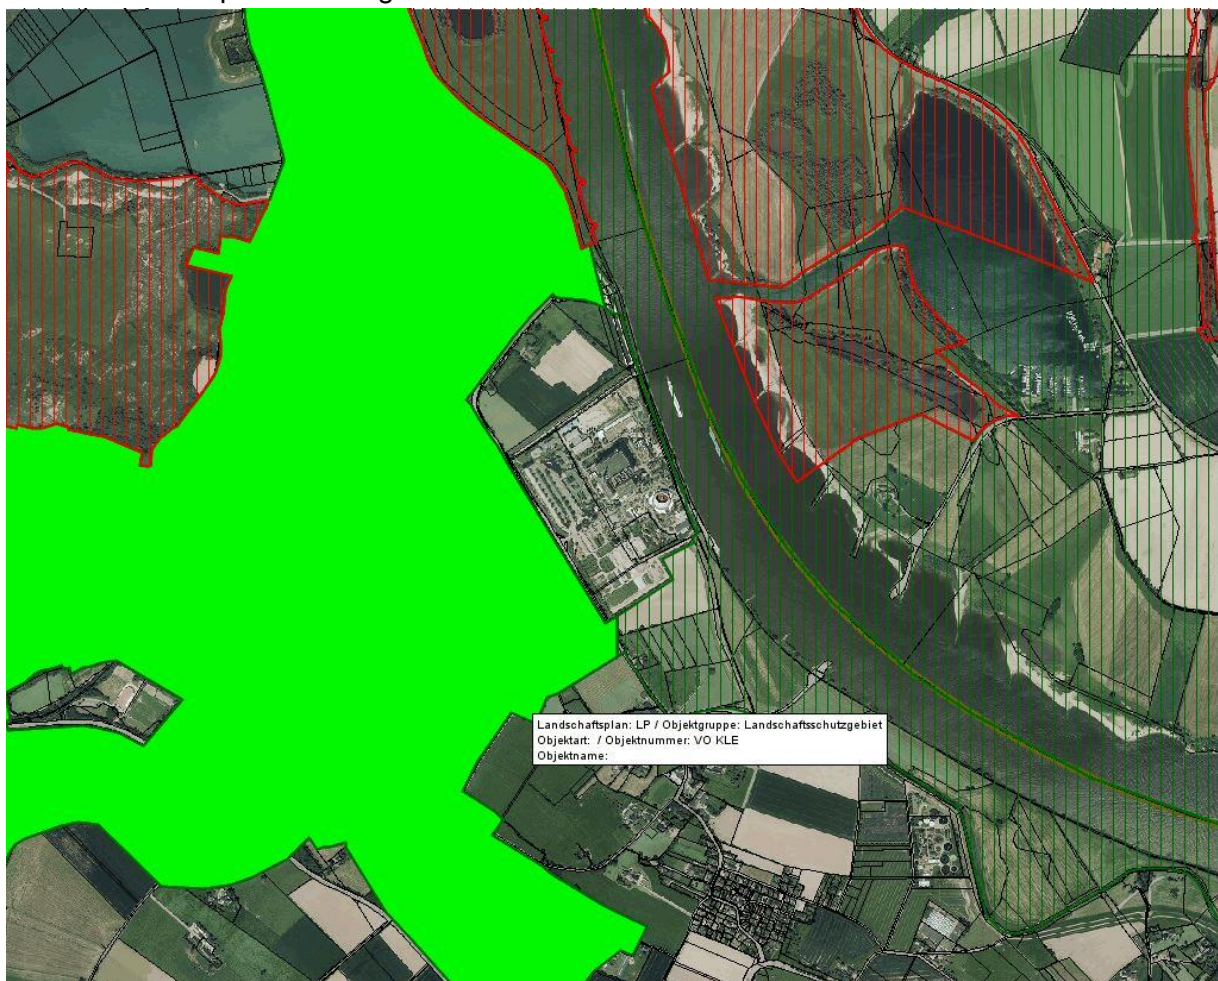 Landschaftsplan: LP / Objektgruppe: Landschaftsschutzgebiet
Objektart: / Objektnummer: VO KLE
Objektname: